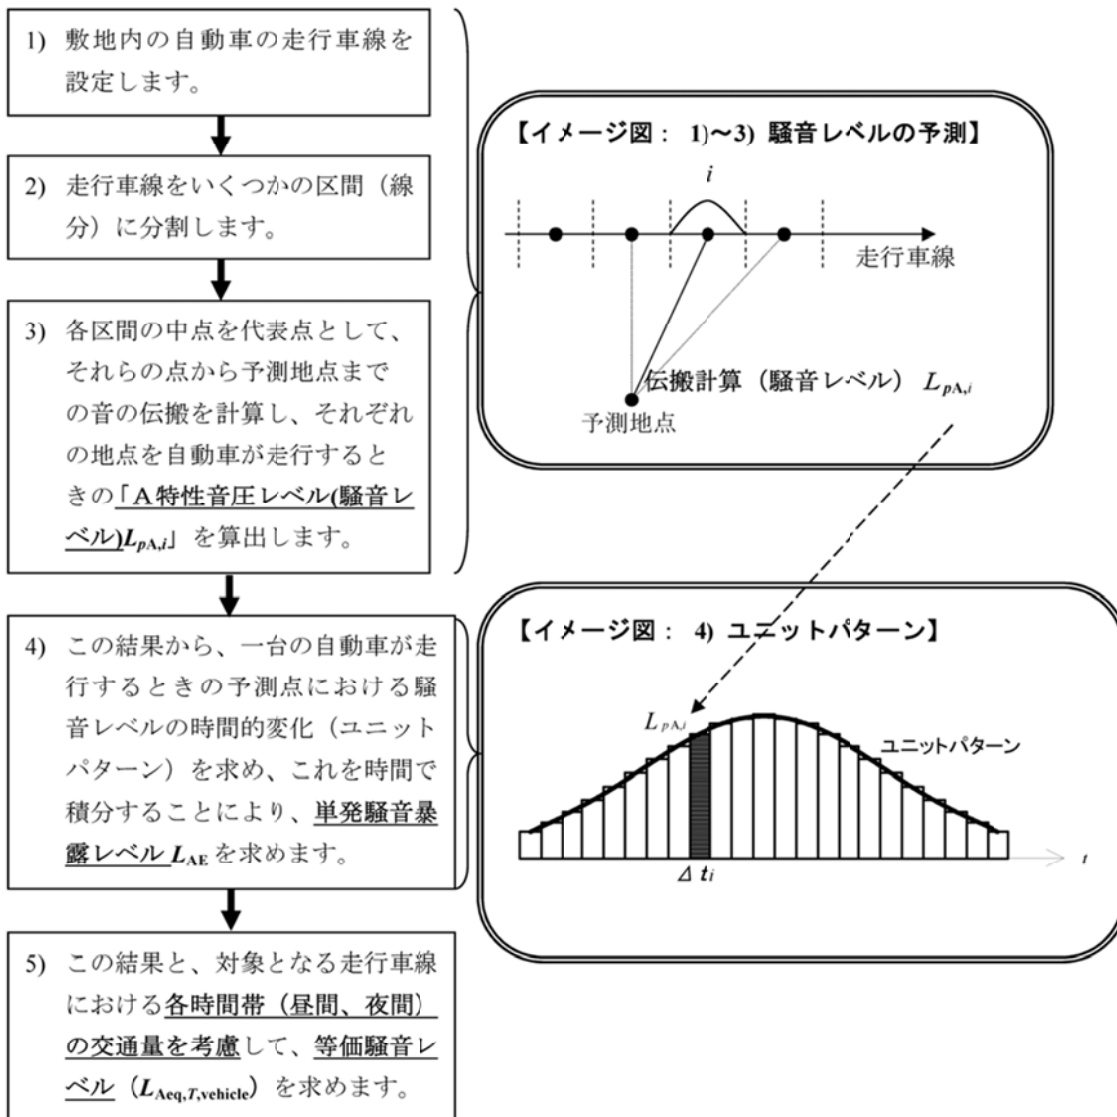 1) 敷地内の自動車の走行車線を
設定します。
2) 走行車線をいくつかの区間（線
分）に分割します。
3) 各区間の中点を代表点として、
それらの点から予測地点まで
の音の伝搬を計算し、それぞれ
の地点を自動車が走行すると
きの「Ａ特性音圧レベル(騒音レ
ベル)LpA,i」を算出します。
4) この結果から、一台の自動車が走
行するときの予測点における騒
音レベルの時間的変化（ユニット
パターン）を求め、これを時間で
積分することにより、単発騒音暴
露レベル LAE を求めます。
5) この結果と、対象となる走行車線
における各時間帯（昼間、夜間）
の交通量を考慮して、等価騒音レ
ベル（LAeq,T,vehicle）を求めます。
【イメージ図： 1)～3) 騒音レベルの予測】
i
走行車線
伝搬計算（騒音レベル） LpA,i
予測地点
【イメージ図： 4) ユニットパターン】
LpA,i
ユニットパターン
Δ ti
t